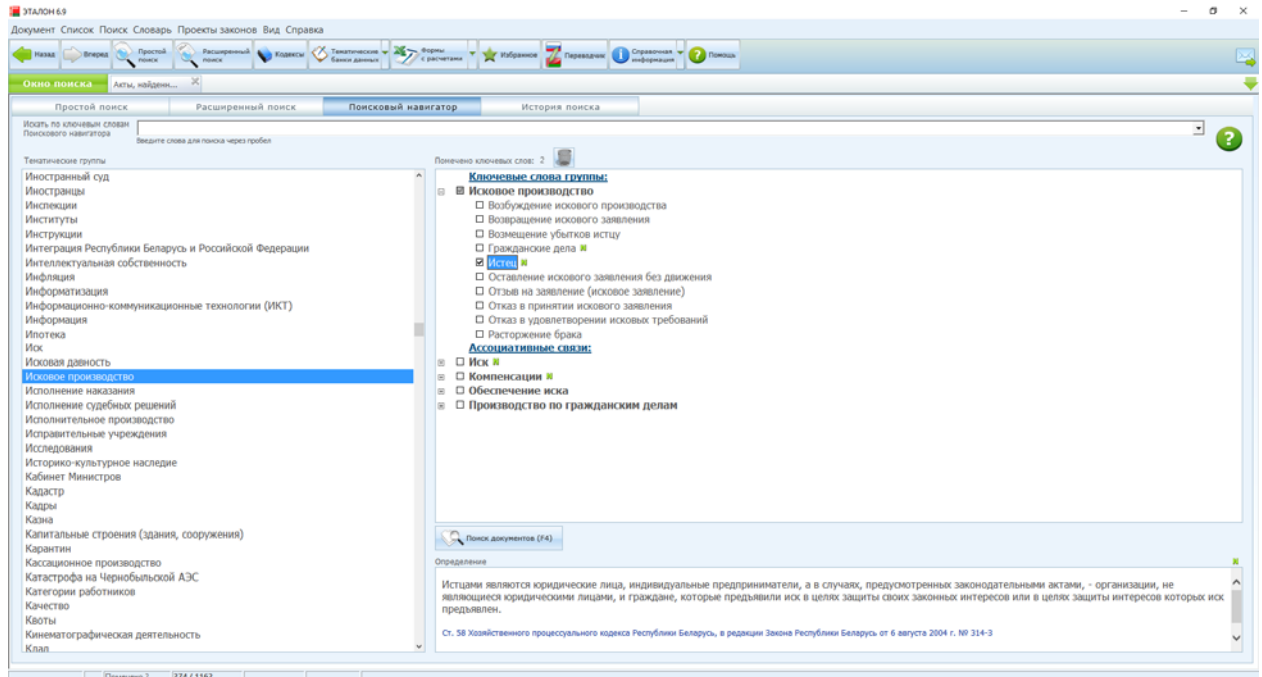 ЭТАЛОН 6.9
Документ Список Поиск Словарь Проекты законов Вид Справка
Назад Вперед Простой поиск Расширенный поиск Кодексы Тематические банки данных Формы с расчетами Избранное Переводчик Справочная информация Помощь
Окно поиска Акты, найденн...
Простой поиск Расширенный поиск Поисковый навигатор История поиска
Искать по ключевым словам
Поискового навигатора
Введите слова для поиска через пробел
Тематические группы
Иностранный суд
Иностранцы
Инспекции
Институты
Инструкции
Интеграция Республики Беларусь и Российской Федерации
Интеллектуальная собственность
Инфляция
Информатизация
Информационно-коммуникационные технологии (ИКТ)
Информация
Ипотека
Иск
Исковая давность
Исковое производство
Исполнение наказания
Исполнение судебных решений
Исполнительное производство
Исправительные учреждения
Исследования
Историко-культурное наследие
Кабинет Министров
Кадастр
Кадры
Казна
Капитальные строения (здания, сооружения)
Карантин
Кассационное производство
Катастрофа на Чернобыльской АЭС
Категории работников
Качество
Квоты
Кинематографическая деятельность
Клад
Помечено ключевых слов: 2
Ключевые слова группы:
Исковое производство
Возбуждение искового производства
Возвращение искового заявления
Возмещение убытков истцу
Гражданские дела
Истец
Оставление искового заявления без движения
Отзыв на заявление (исковое заявление)
Отказ в принятии искового заявления
Отказ в удовлетворении исковых требований
Расторжение брака
Ассоциативные связи:
Иск
Компенсации
Обеспечение иска
Производство по гражданским делам
Поиск документов (F4)
Определение
Истцами являются юридические лица, индивидуальные предприниматели, а в случаях, предусмотренных законодательными актами, - организации, не
являющиеся юридическими лицами, и граждане, которые предъявили иск в целях защиты своих законных интересов или в целях защиты интересов которых иск
предъявлен.
Ст. 58 Хозяйственного процессуального кодекса Республики Беларусь, в редакции Закона Республики Беларусь от 6 августа 2004 г. № 314-З